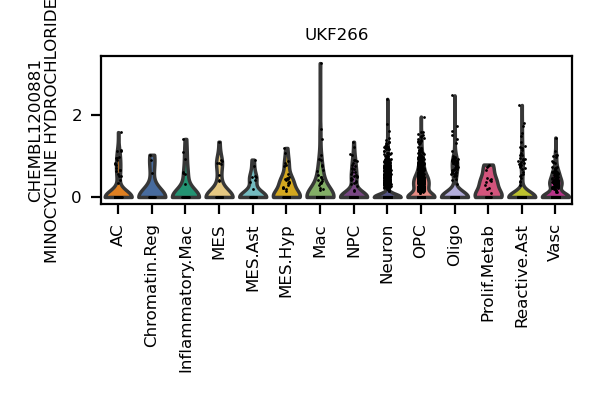 UKF266
CHEMBL1200881
MINOCYCLINE HYDROCHLORIDE
2
0
AC
Chromatin.Reg
Inflammatory.Mac
MES
MES.Ast
MES.Hyp
Mac
NPC
Neuron
OPC
Oligo
Prolif.Metab
Reactive.Ast
Vasc